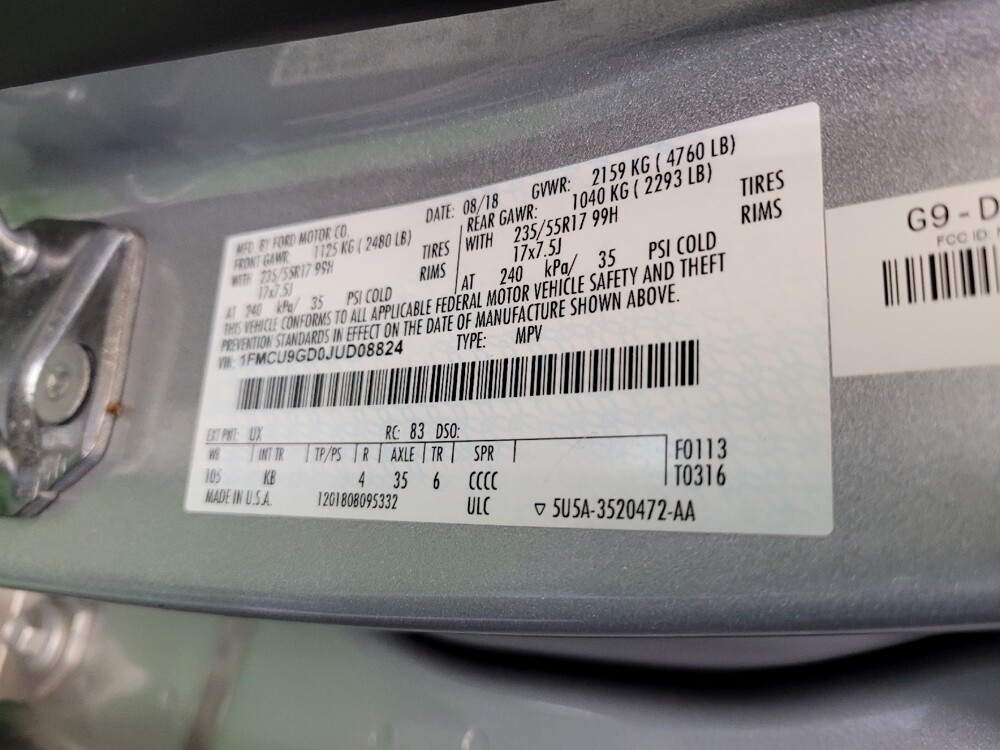 MFD. BY FORD MOTOR CO.
DATE: 08/18
GVWR: 2159 KG ( 4760 LB)
FRONT GAWR: 1125 KG ( 2480 LB)
REAR GAWR: 1040 KG ( 2293 LB)
WITH 235/55R17 99H TIRES
17x7.5J RIMS
AT 240 kPa/ 35 PSI COLD
WITH 235/55R17 99H TIRES
17x7.5J RIMS
AT 240 kPa/ 35 PSI COLD
THIS VEHICLE CONFORMS TO ALL APPLICABLE FEDERAL MOTOR VEHICLE SAFETY AND THEFT
PREVENTION STANDARDS IN EFFECT ON THE DATE OF MANUFACTURE SHOWN ABOVE.
VIN: 1FMCU9GD0JUD08824 TYPE: MPV
EXT PNT: UX RC: 83 DSO:
WB INT TR TP/PS R AXLE TR SPR
105 KB 4 35 6 CCCC
F0113
T0316
MADE IN U.S.A. 1201808095332 ULC ▽ 5U5A-3520472-AA
G9 - D
FCC ID: